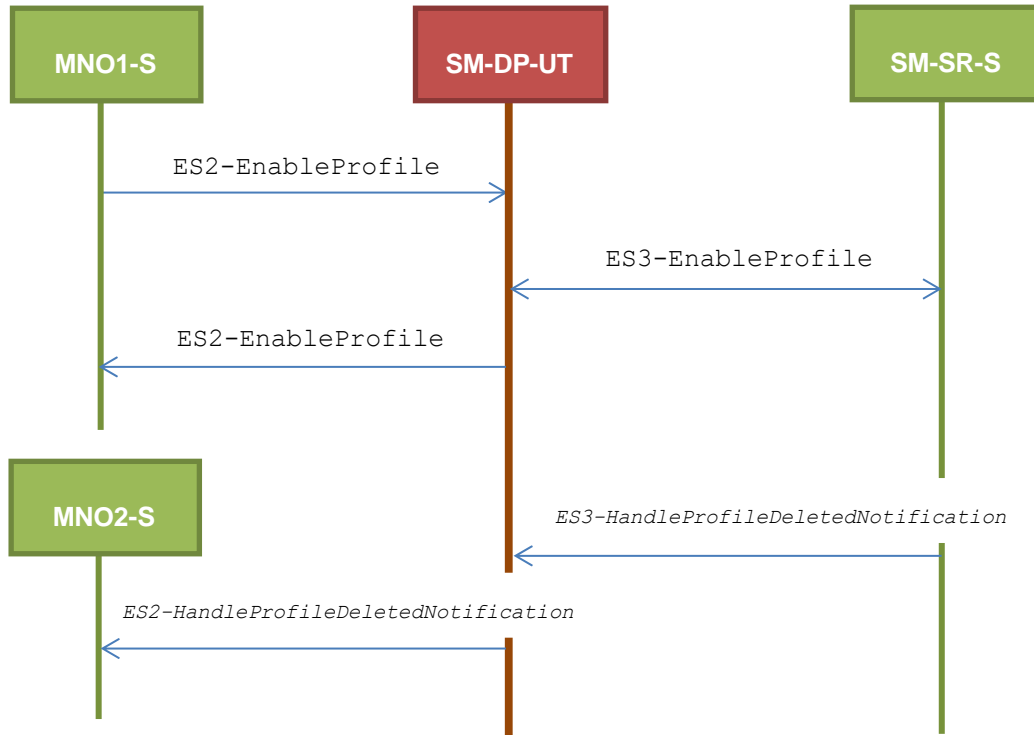 MNO1-S
SM-DP-UT
SM-SR-S
ES2-EnableProfile
ES3-EnableProfile
ES2-EnableProfile
MNO2-S
ES3-HandleProfileDeletedNotification
ES2-HandleProfileDeletedNotification